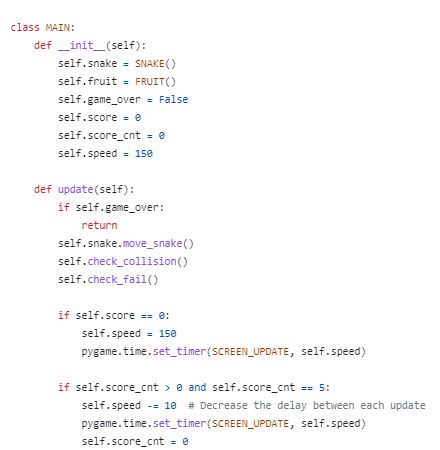 class MAIN:
    def __init__(self):
        self.snake = SNAKE()
        self.fruit = FRUIT()
        self.game_over = False
        self.score = 0
        self.score_cnt = 0
        self.speed = 150

    def update(self):
        if self.game_over:
            return
        self.snake.move_snake()
        self.check_collision()
        self.check_fail()

        if self.score == 0:
            self.speed = 150
            pygame.time.set_timer(SCREEN_UPDATE, self.speed)

        if self.score_cnt > 0 and self.score_cnt == 5:
            self.speed -= 10  # Decrease the delay between each update
            pygame.time.set_timer(SCREEN_UPDATE, self.speed)
            self.score_cnt = 0